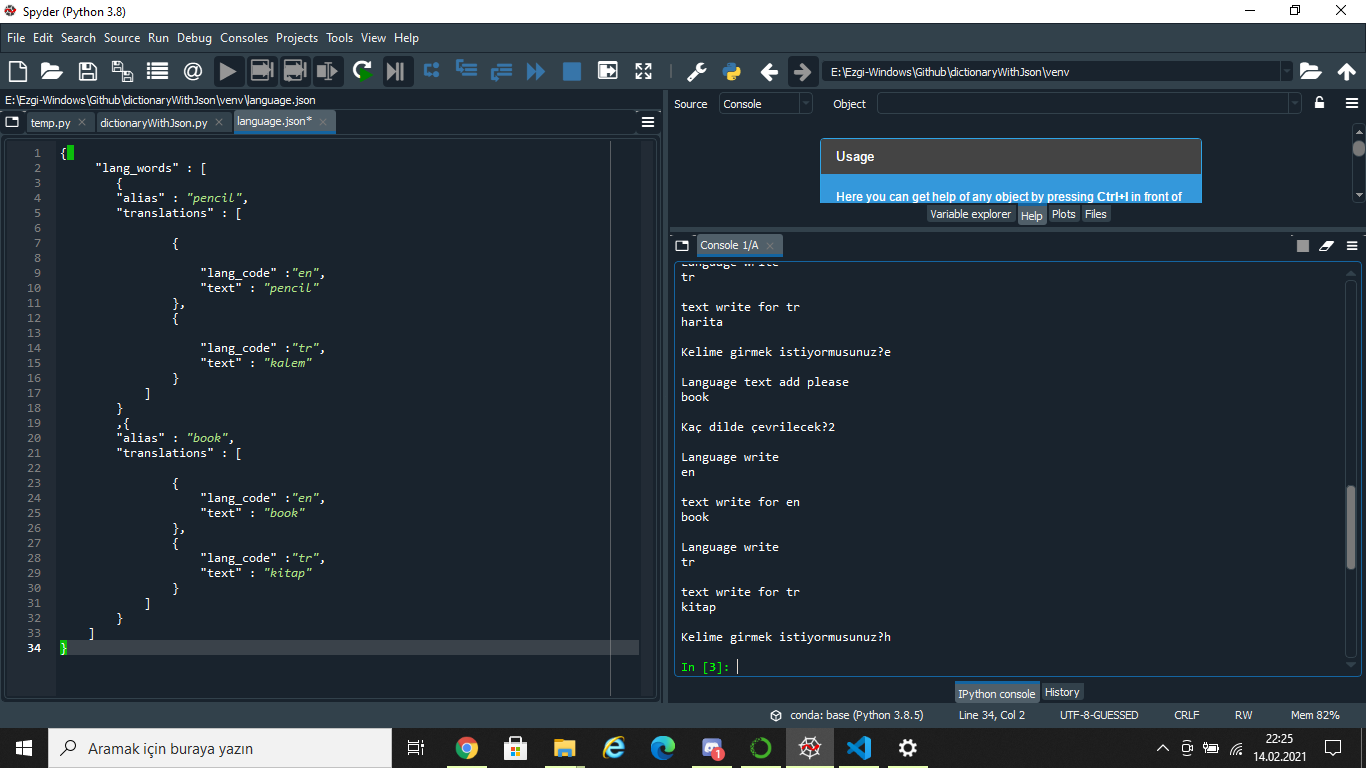 Spyder (Python 3.8)
File Edit Search Source Run Debug Consoles Projects Tools View Help
E:\Ezgi-Windows\Github\dictionaryWithJson\venv
E:\Ezgi-Windows\Github\dictionaryWithJson\venv\language.json
temp.py dictionaryWithJson.py language.json*
1 {
2 "lang_words" : [
3 {
4 "alias" : "pencil",
5 "translations" : [
6
7 {
8
9 "lang_code" :"en",
10 "text" : "pencil"
11 },
12 {
13
14 "lang_code" :"tr",
15 "text" : "kalem"
16 }
17 ]
18 }
19 ,{
20 "alias" : "book",
21 "translations" : [
22
23 {
24 "lang_code" :"en",
25 "text" : "book"
26 },
27 {
28 "lang_code" :"tr",
29 "text" : "kitap"
30 }
31 ]
32 }
33 ]
34 }
Source Console Object
Usage
Here you can get help of any object by pressing Ctrl+I in front of
Variable explorer Help Plots Files
Console 1/A
Language write
tr
text write for tr
harita
Kelime girmek istiyormusunuz?e
Language text add please
book
Kaç dilde çevrilecek?2
Language write
en
text write for en
book
Language write
tr
text write for tr
kitap
Kelime girmek istiyormusunuz?h
In [3]:
IPython console History
conda: base (Python 3.8.5) Line 34, Col 2 UTF-8-GUESSED CRLF RW Mem 82%
Aramak için buraya yazın
1
22:25
14.02.2021